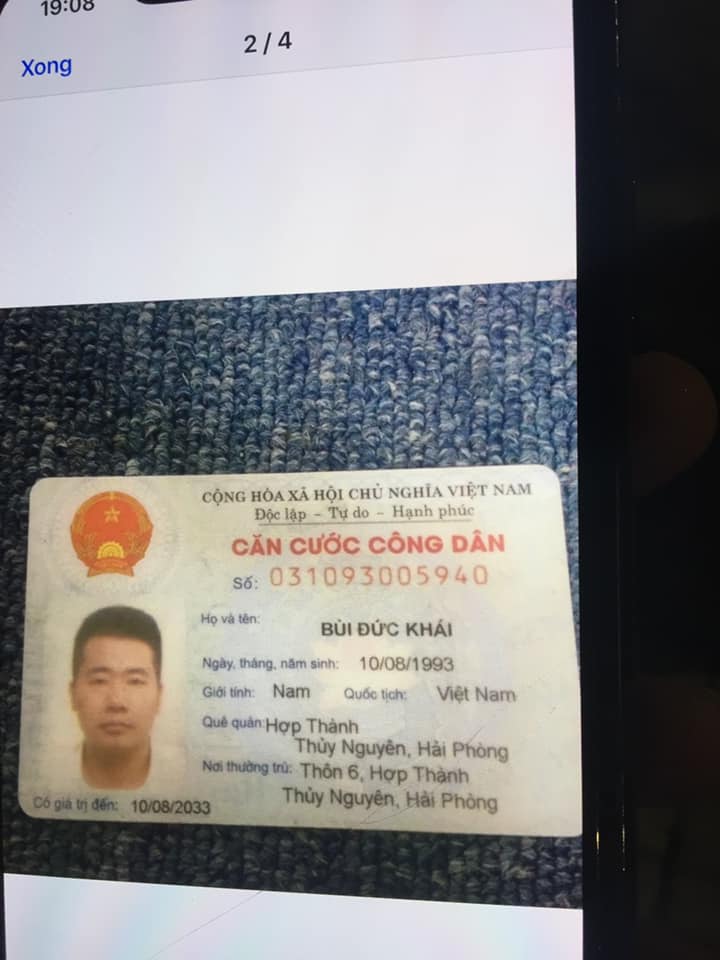 19:08
2 / 4
Xong
CỘNG HÒA XÃ HỘI CHỦ NGHĨA VIỆT NAM
Độc lập - Tự do - Hạnh phúc
CĂN CƯỚC CÔNG DÂN
Số: 031093005940
Họ và tên: BÙI ĐỨC KHÁI
Ngày, tháng, năm sinh: 10/08/1993
Giới tính: Nam Quốc tịch: Việt Nam
Quê quán: Hợp Thành
Thủy Nguyên, Hải Phòng
Nơi thường trú: Thôn 6, Hợp Thành
Thủy Nguyên, Hải Phòng
Có giá trị đến: 10/08/2033